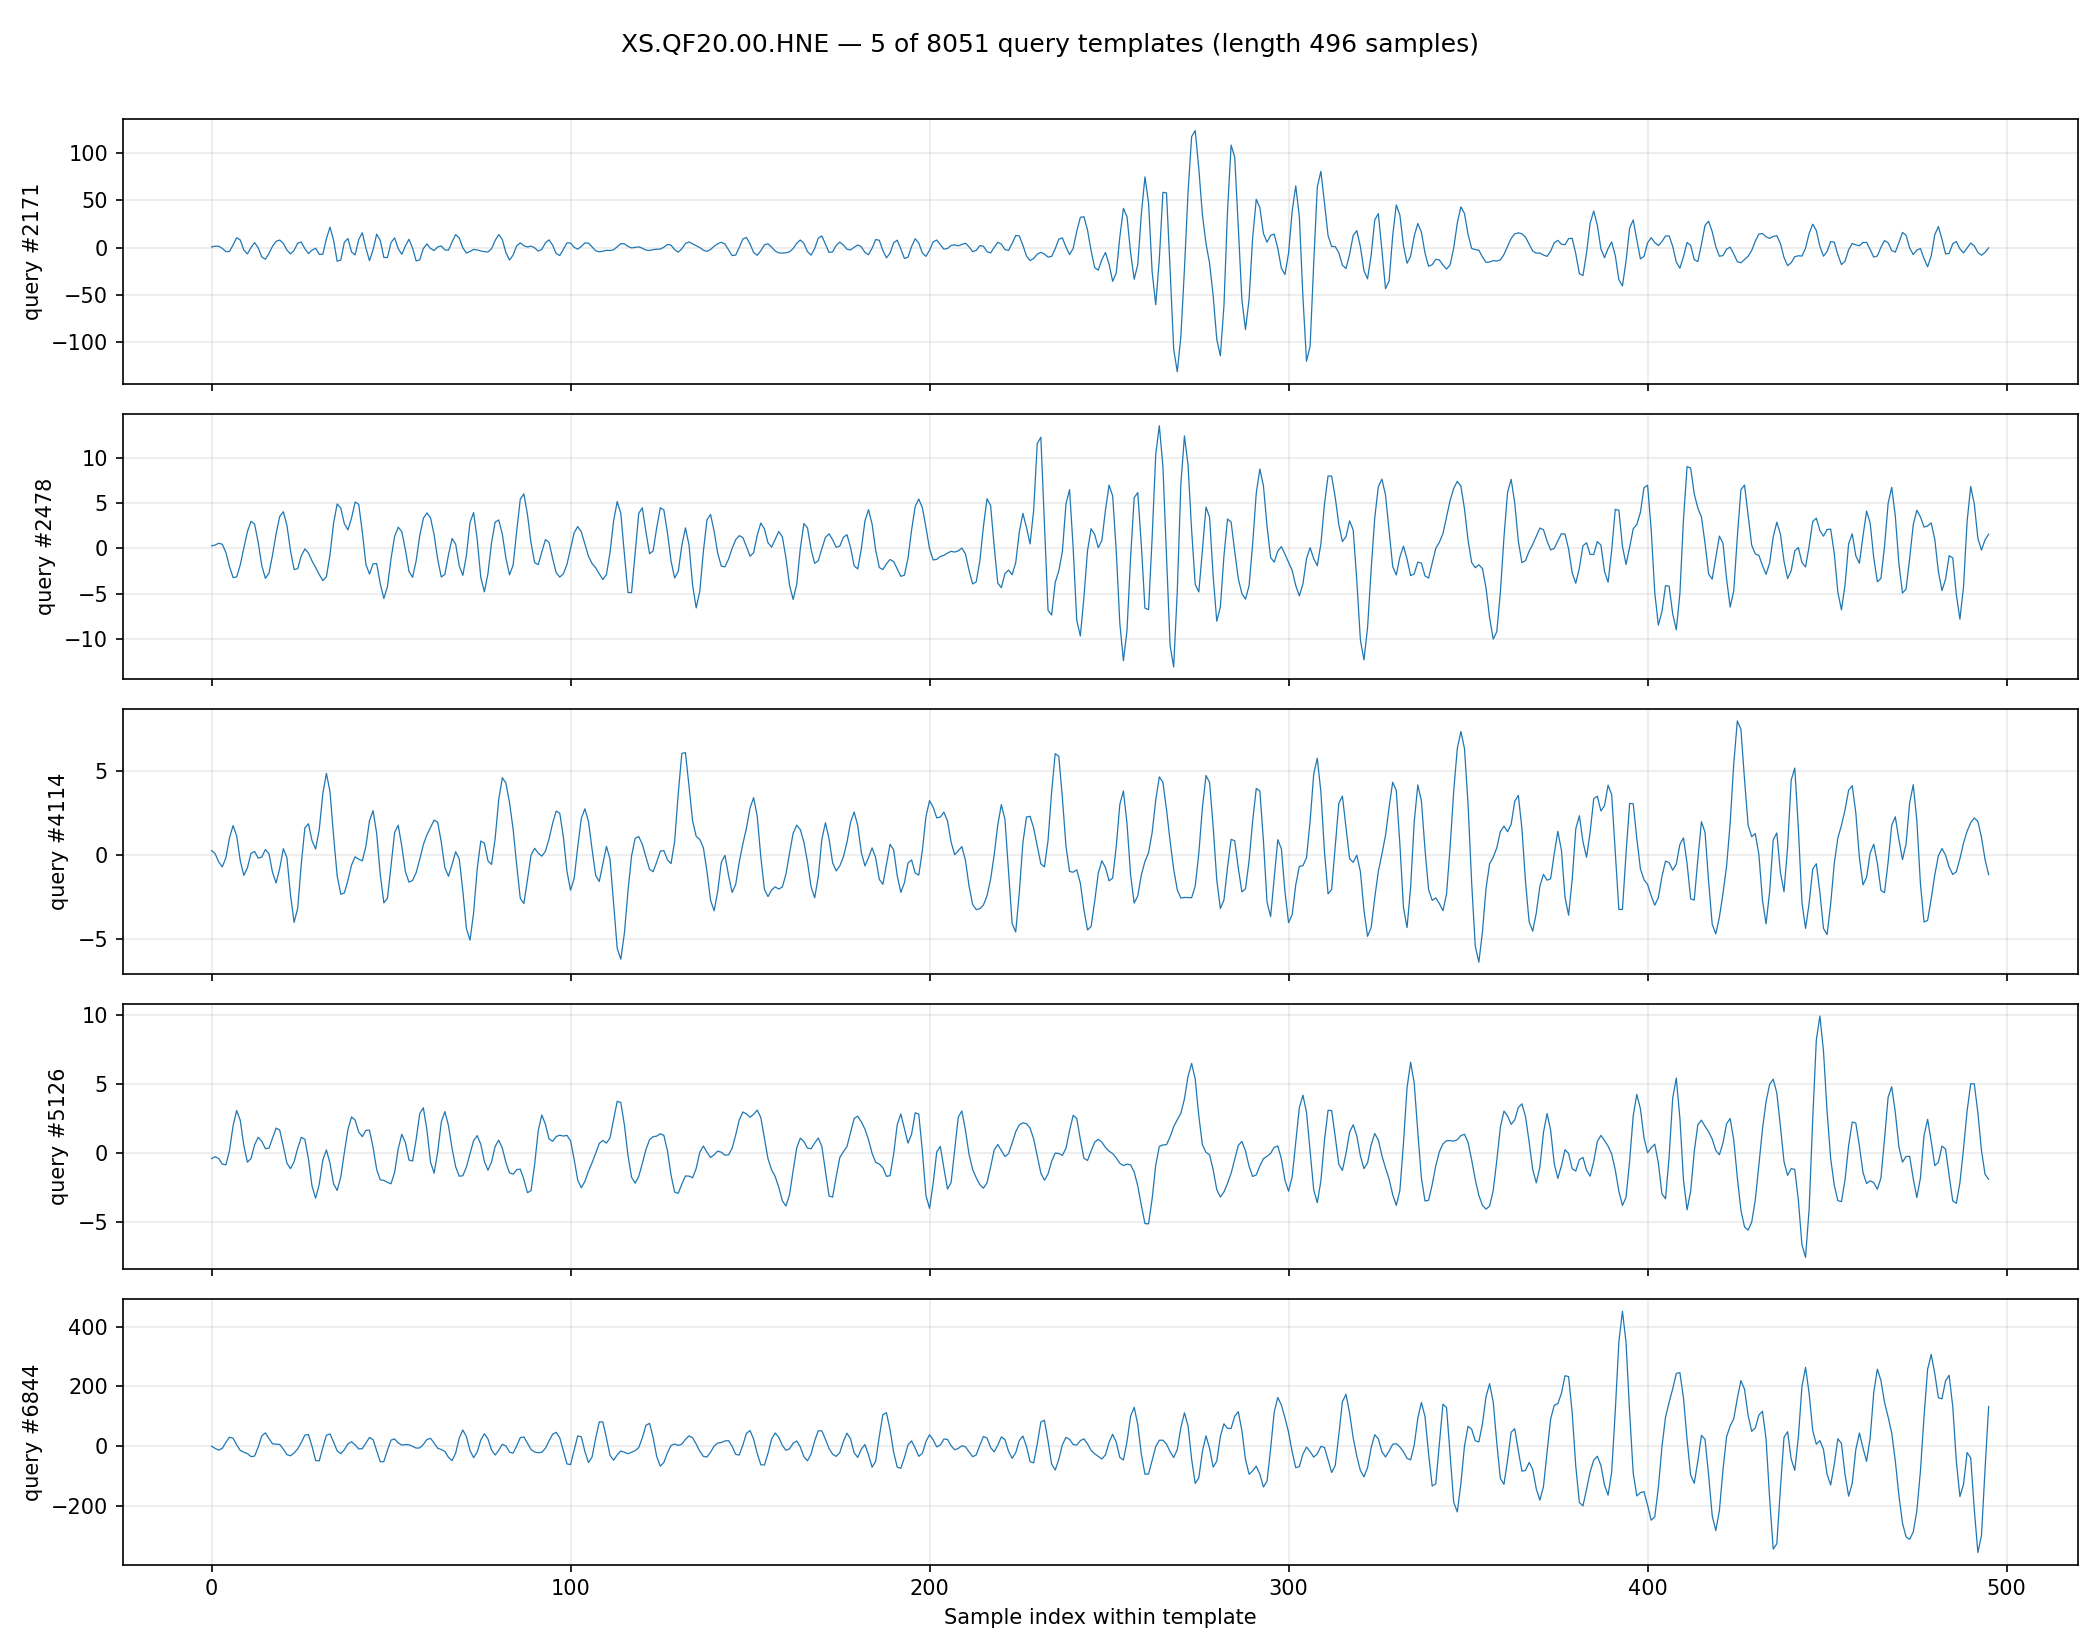 XS.QF20.00.HNE — 5 of 8051 query templates (length 496 samples)
query #2171
100
50
0
−50
−100
query #2478
10
5
0
−5
−10
query #4114
5
0
−5
query #5126
10
5
0
−5
query #6844
400
200
0
−200
0 100 200 300 400 500
Sample index within template